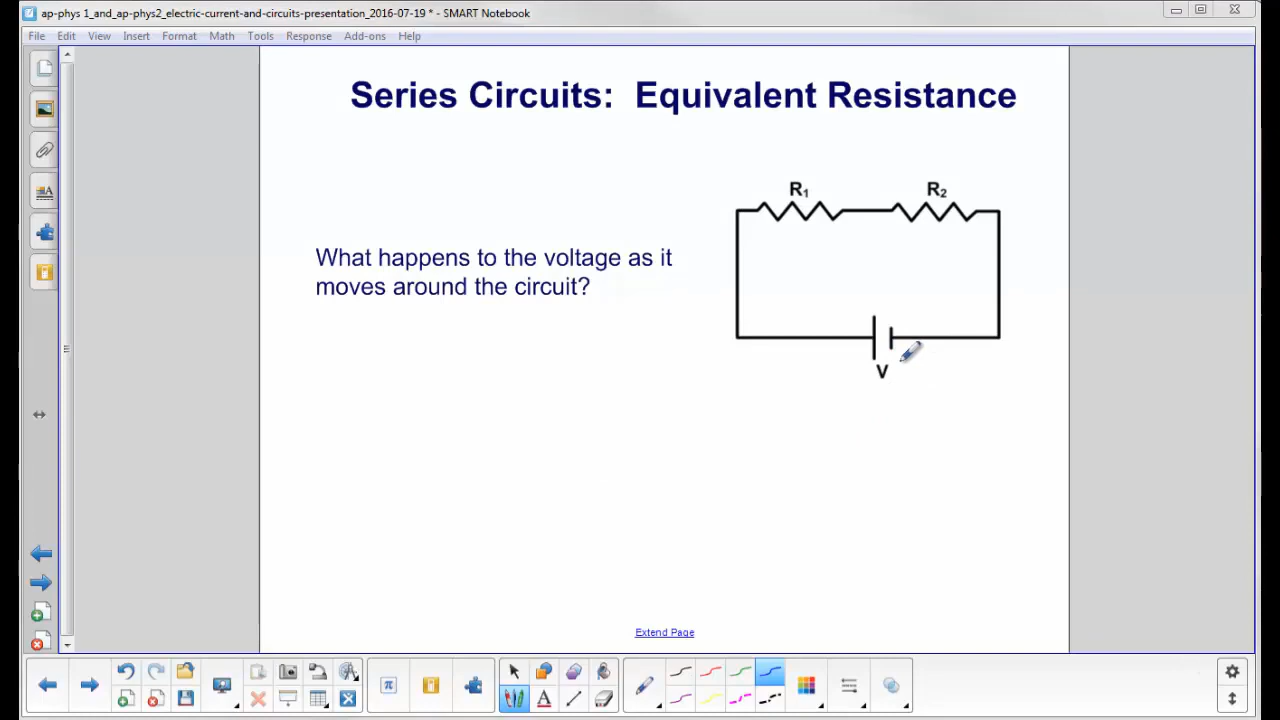 ap-phys 1_and_ap-phys2_electric-current-and-circuits-presentation_2016-07-19 * - SMART Notebook
File Edit View Insert Format Math Tools Response Add-ons Help
Series Circuits: Equivalent Resistance
R1 R2
What happens to the voltage as it
moves around the circuit?
V
Extend Page